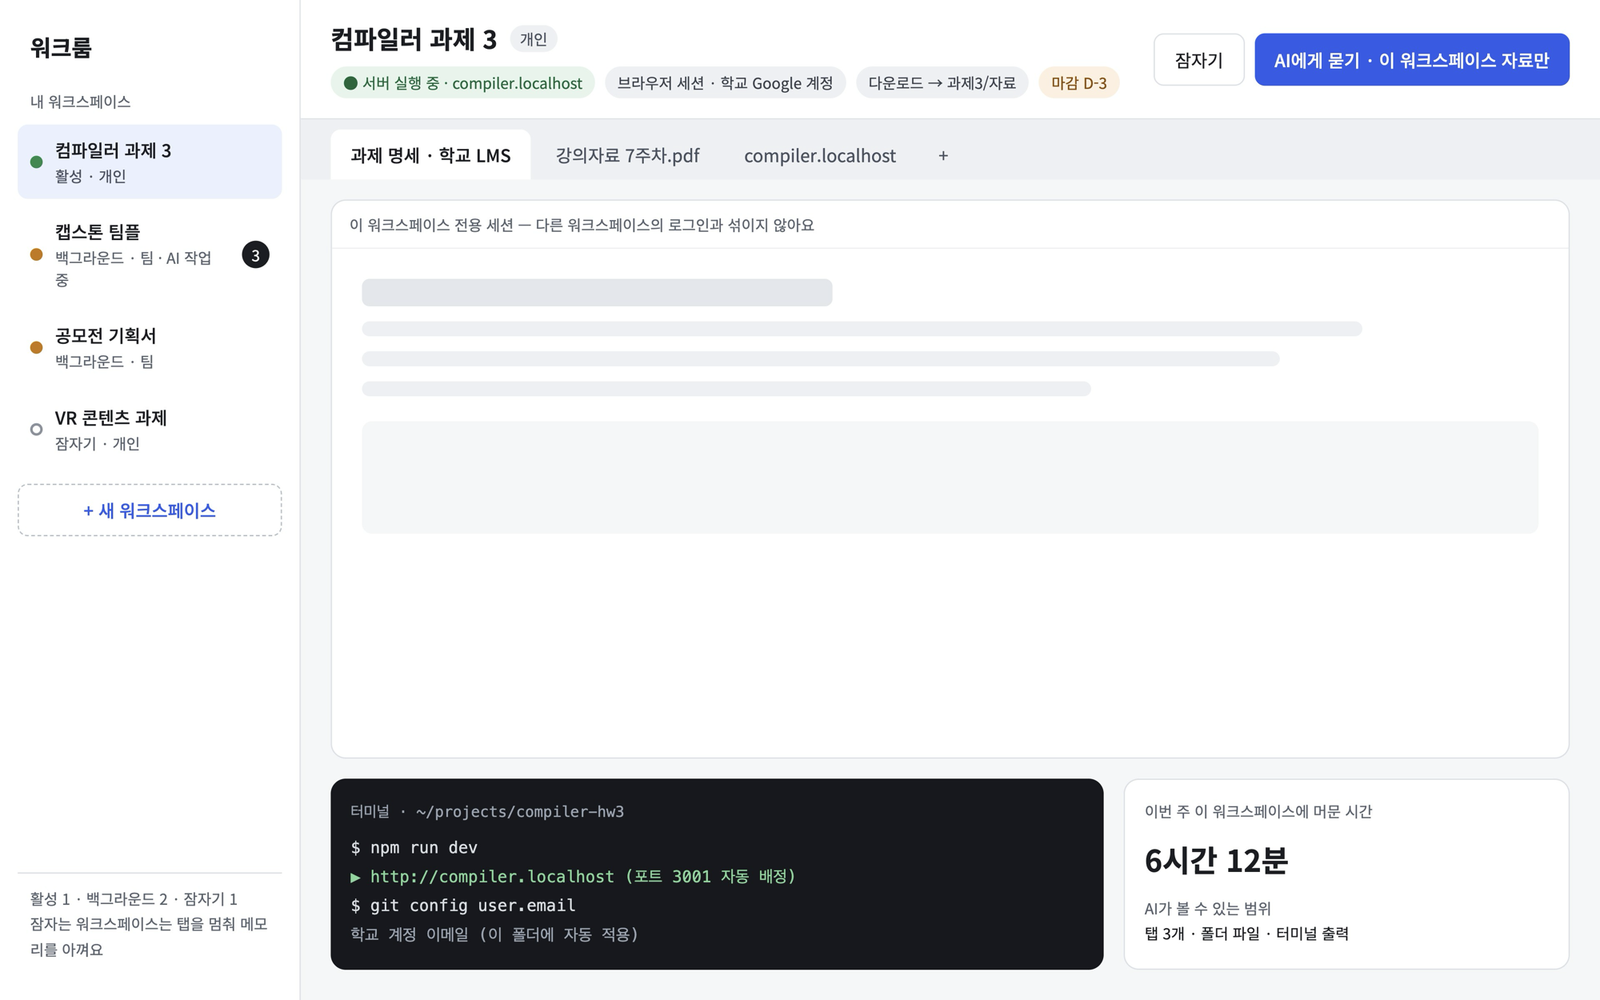 워크룸
내 워크스페이스
컴파일러 과제 3
활성 · 개인
캡스톤 팀플
백그라운드 · 팀 · AI 작업
중
3
공모전 기획서
백그라운드 · 팀
VR 콘텐츠 과제
잠자기 · 개인
+ 새 워크스페이스
활성 1 · 백그라운드 2 · 잠자기 1
잠자는 워크스페이스는 탭을 멈춰 메모
리를 아껴요
컴파일러 과제 3 개인
서버 실행 중 · compiler.localhost 브라우저 세션 · 학교 Google 계정 다운로드 → 과제3/자료 마감 D-3
잠자기 AI에게 묻기 · 이 워크스페이스 자료만
과제 명세 · 학교 LMS 강의자료 7주차.pdf compiler.localhost +
이 워크스페이스 전용 세션 — 다른 워크스페이스의 로그인과 섞이지 않아요
터미널 · ~/projects/compiler-hw3
$ npm run dev
▶ http://compiler.localhost (포트 3001 자동 배정)
$ git config user.email
학교 계정 이메일 (이 폴더에 자동 적용)
이번 주 이 워크스페이스에 머문 시간
6시간 12분
AI가 볼 수 있는 범위
탭 3개 · 폴더 파일 · 터미널 출력